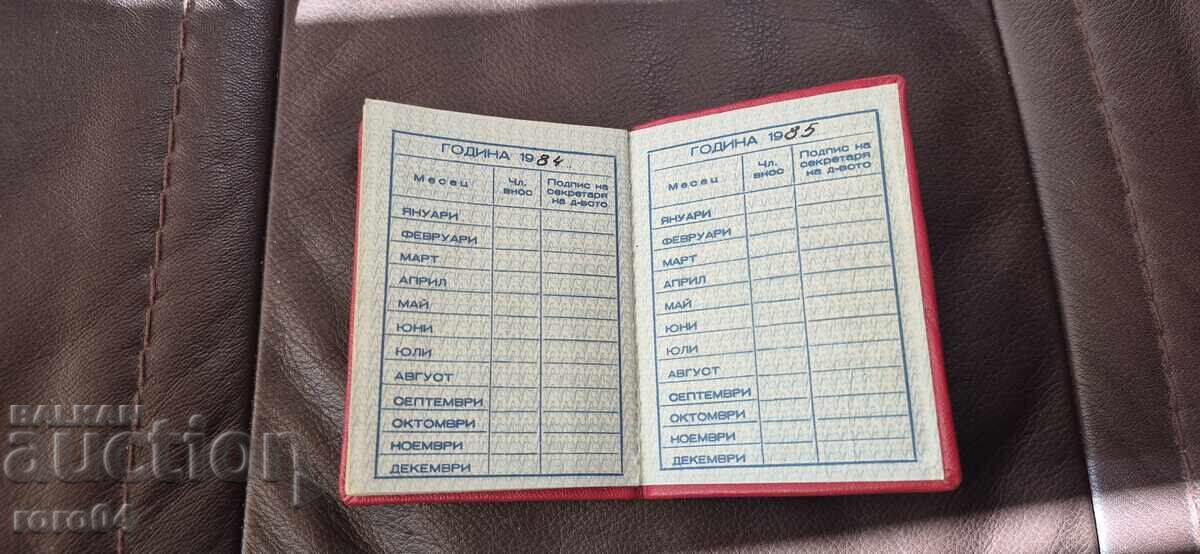 ГОДИНА 1984
Месец Чл. внос Подпис на секретаря на д-вото
ЯНУАРИ
ФЕВРУАРИ
МАРТ
АПРИЛ
МАЙ
ЮНИ
ЮЛИ
АВГУСТ
СЕПТЕМВРИ
ОКТОМВРИ
НОЕМВРИ
ДЕКЕМВРИ
ГОДИНА 1985
Месец Чл. внос Подпис на секретаря на д-вото
ЯНУАРИ
ФЕВРУАРИ
МАРТ
АПРИЛ
МАЙ
ЮНИ
ЮЛИ
АВГУСТ
СЕПТЕМВРИ
ОКТОМВРИ
НОЕМВРИ
ДЕКЕМВРИ
BALKAN
auction
roro64